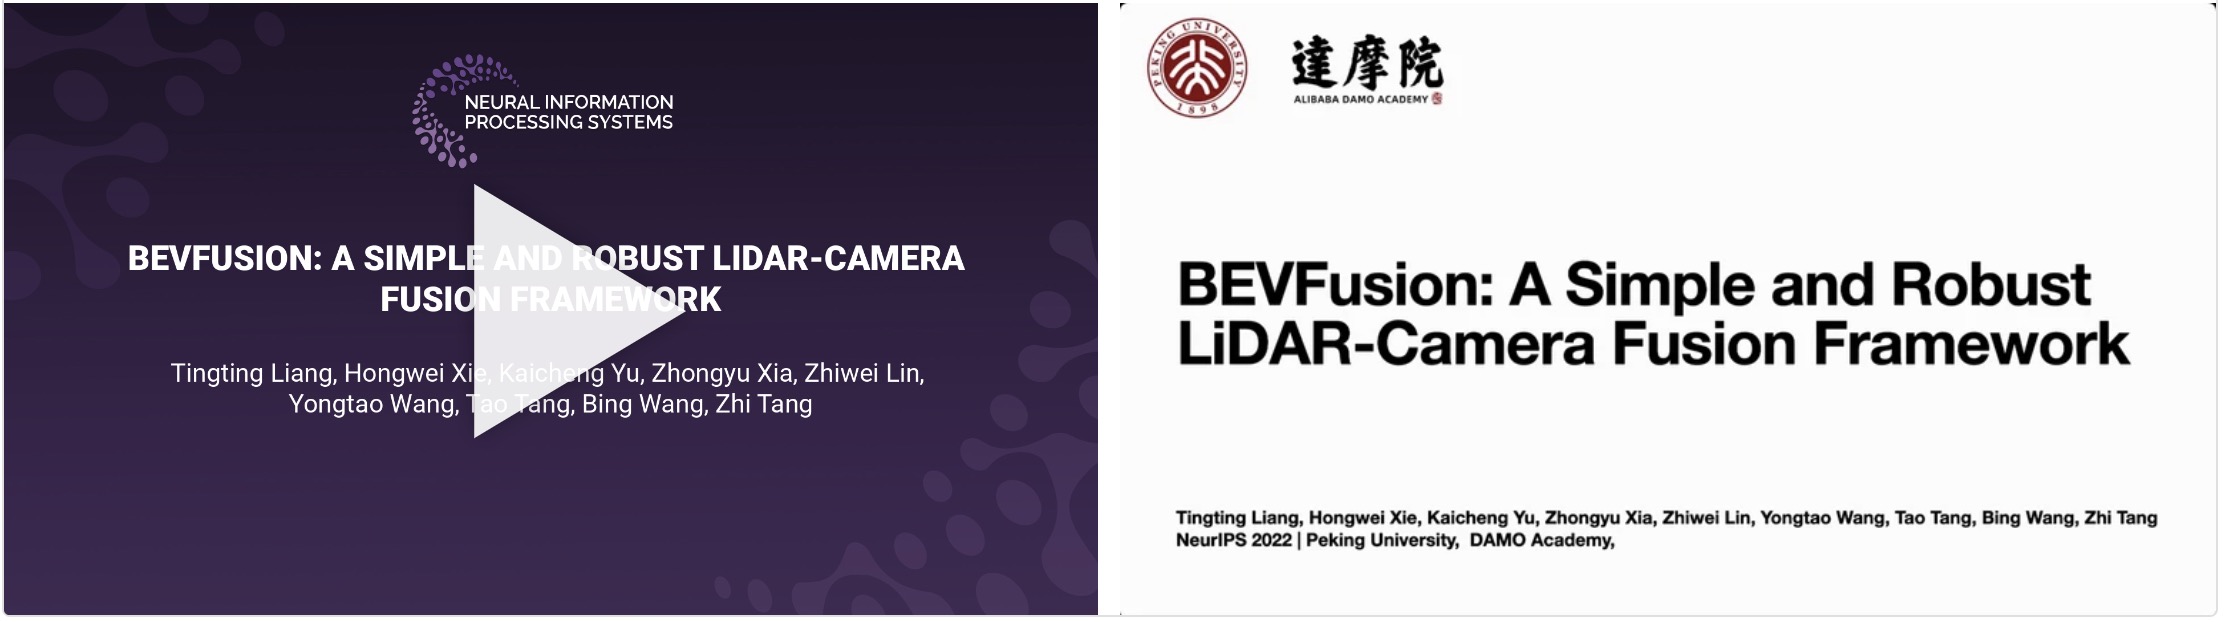 NEURAL INFORMATION
PROCESSING SYSTEMS
BEVFUSION: A SIMPLE AND ROBUST LIDAR-CAMERA
FUSION FRAMEWORK
Tingting Liang, Hongwei Xie, Kaicheng Yu, Zhongyu Xia, Zhiwei Lin,
Yongtao Wang, Tao Tang, Bing Wang, Zhi Tang
PEKING UNIVERSITY
1898
達摩院
ALIBABA DAMO ACADEMY
BEVFusion: A Simple and Robust
LiDAR-Camera Fusion Framework
Tingting Liang, Hongwei Xie, Kaicheng Yu, Zhongyu Xia, Zhiwei Lin, Yongtao Wang, Tao Tang, Bing Wang, Zhi Tang
NeurIPS 2022 | Peking University, DAMO Academy,